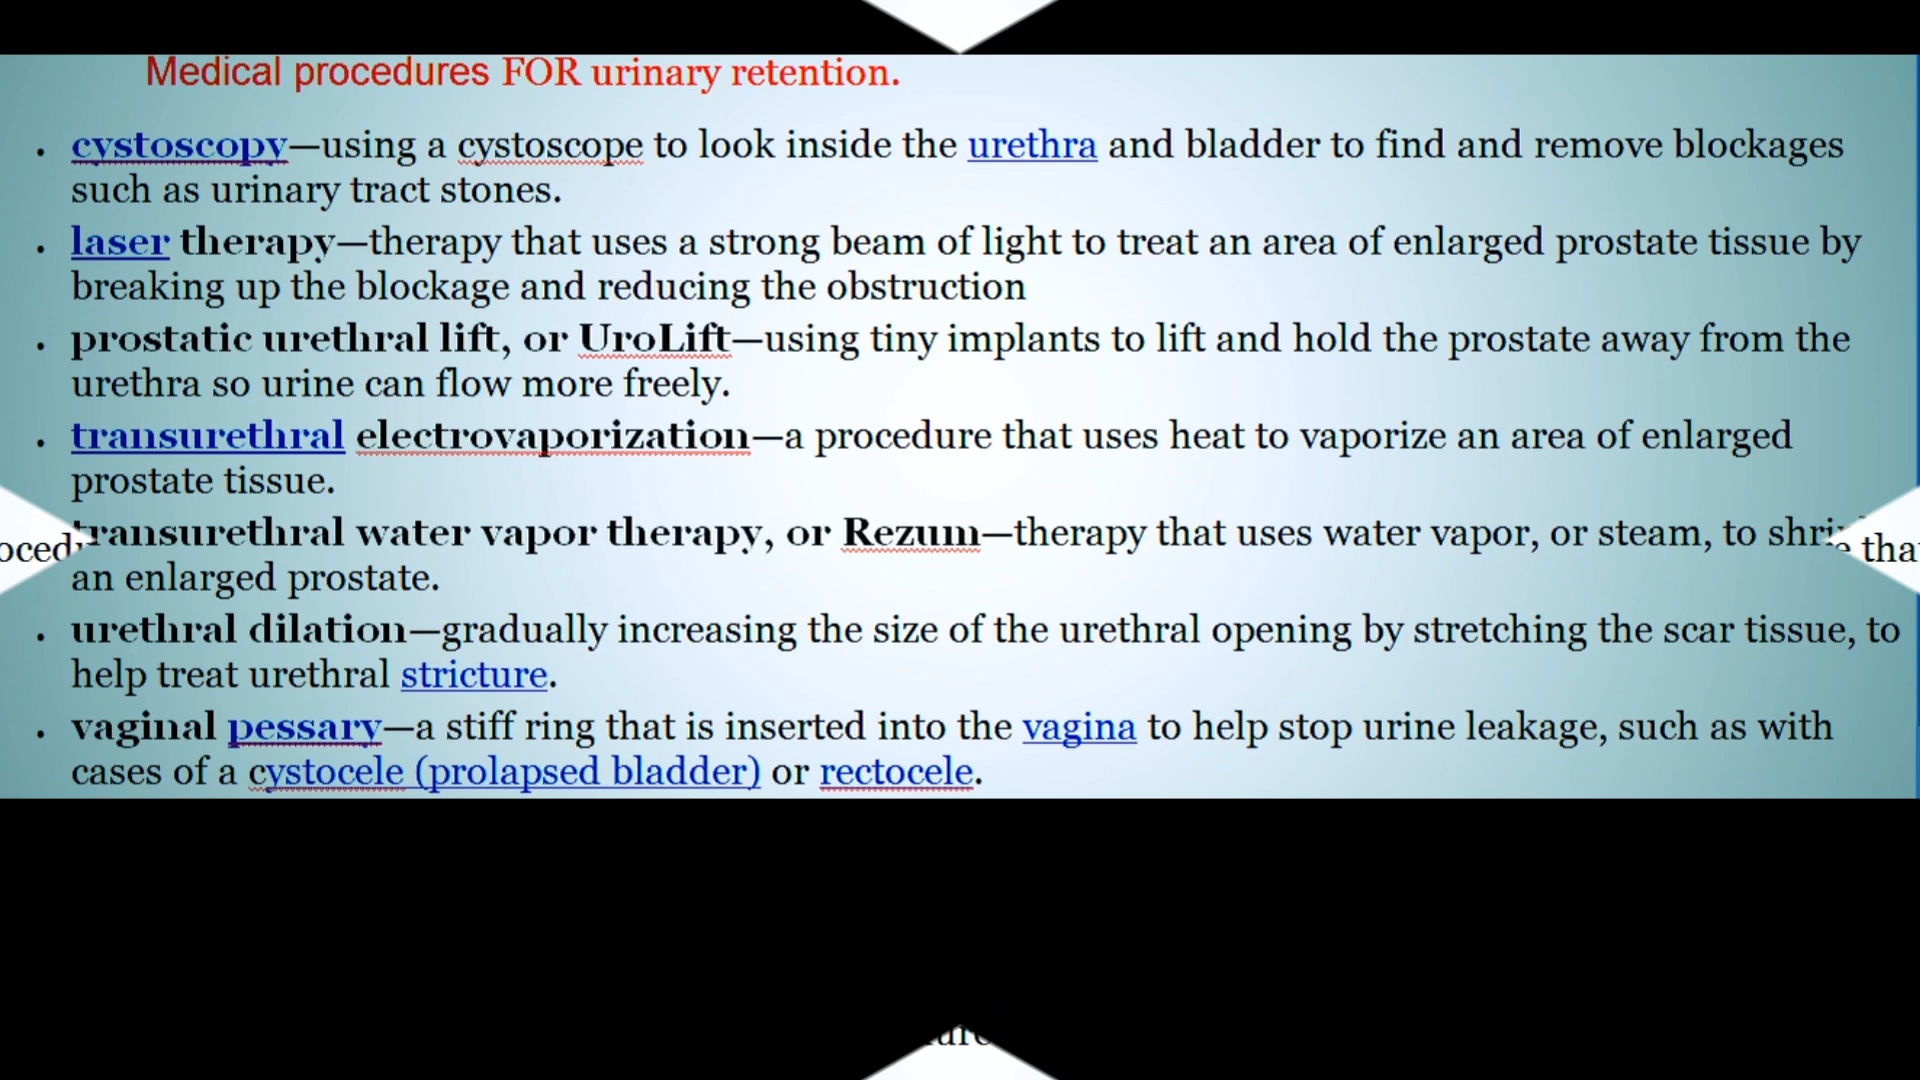 Medical procedures FOR urinary retention.
• cystoscopy—using a cystoscope to look inside the urethra and bladder to find and remove blockages
such as urinary tract stones.
• laser therapy—therapy that uses a strong beam of light to treat an area of enlarged prostate tissue by
breaking up the blockage and reducing the obstruction
• prostatic urethral lift, or UroLift—using tiny implants to lift and hold the prostate away from the
urethra so urine can flow more freely.
• transurethral electrovaporization—a procedure that uses heat to vaporize an area of enlarged
prostate tissue.
transurethral water vapor therapy, or Rezum—therapy that uses water vapor, or steam, to
an enlarged prostate.
• urethral dilation—gradually increasing the size of the urethral opening by stretching the scar tissue, to
help treat urethral stricture.
• vaginal pessary—a stiff ring that is inserted into the vagina to help stop urine leakage, such as with
cases of a cystocele (prolapsed bladder) or rectocele.